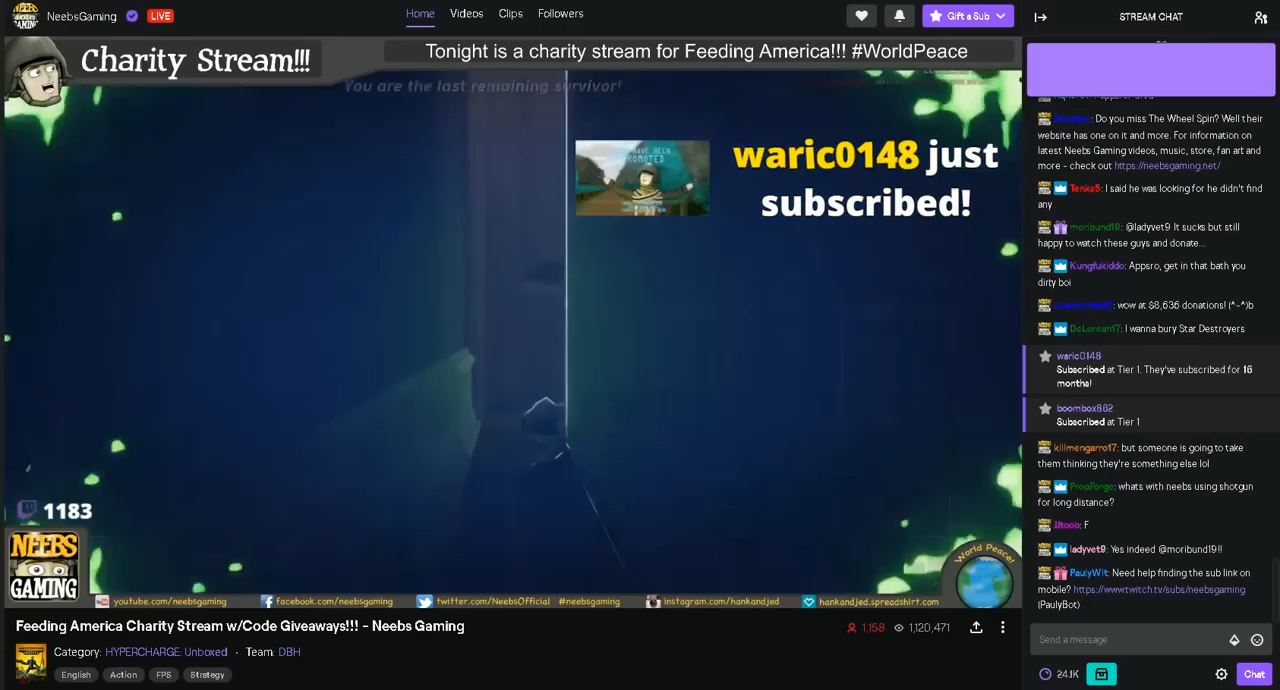 NeebsGaming LIVE
Home Videos Clips Followers
Gift a Sub
STREAM CHAT
Charity Stream!!!
Tonight is a charity stream for Feeding America!!! #WorldPeace
You are the last remaining survivor!
waric0148 just
subscribed!
1183
NEEBS
GAMING
World Peace!
youtube.com/neebsgaming facebook.com/neebsgaming twitter.com/NeebsOfficial #neebsgaming instagram.com/hankandjed hankandjed.spreadshirt.com
Feeding America Charity Stream w/Code Giveaways!!! - Neebs Gaming
1,158 1,120,471
Category: HYPERCHARGE: Unboxed · Team: DBH
English Action FPS Strategy
: Do you miss The Wheel Spin? Well their
website has one on it and more. For information on
latest Neebs Gaming videos, music, store, fan art and
more - check out https://neebsgaming.net/
Tenks5: I said he was looking for he didn't find
any
moribund19: @ladyvet9 It sucks but still
happy to watch these guys and donate...
Kungfukiddo: Appsro, get in that bath you
dirty boi
: wow at $8,636 donations! (^-^)b
DeLorean17: I wanna bury Star Destroyers
waric0148
Subscribed at Tier 1. They've subscribed for 16
months!
boombox862
Subscribed at Tier 1
killmengarro17: but someone is going to take
them thinking they're something else lol
PropForge: whats with neebs using shotgun
for long distance?
JJtoob: F
ladyvet9: Yes indeed @moribund19!!
PaulyWit: Need help finding the sub link on
mobile? https://www.twitch.tv/subs/neebsgaming
(PaulyBot)
Send a message
24.1K
Chat